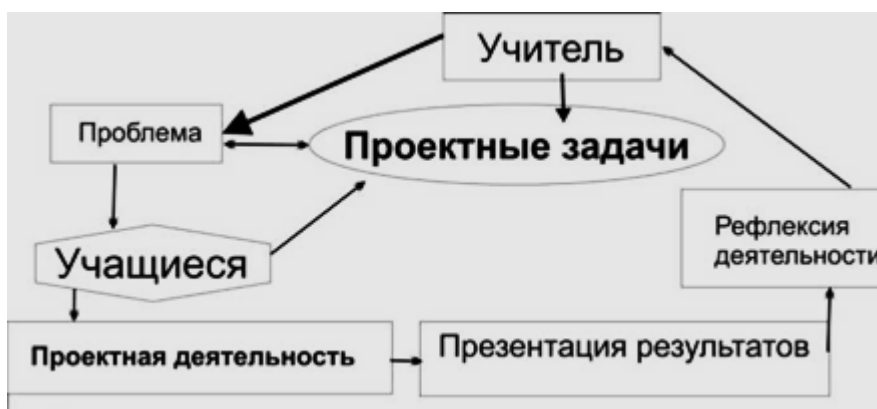 Учитель
Проблема
Проектные задачи
Учащиеся
Рефлексия
деятельности
Проектная деятельность
Презентация результатов